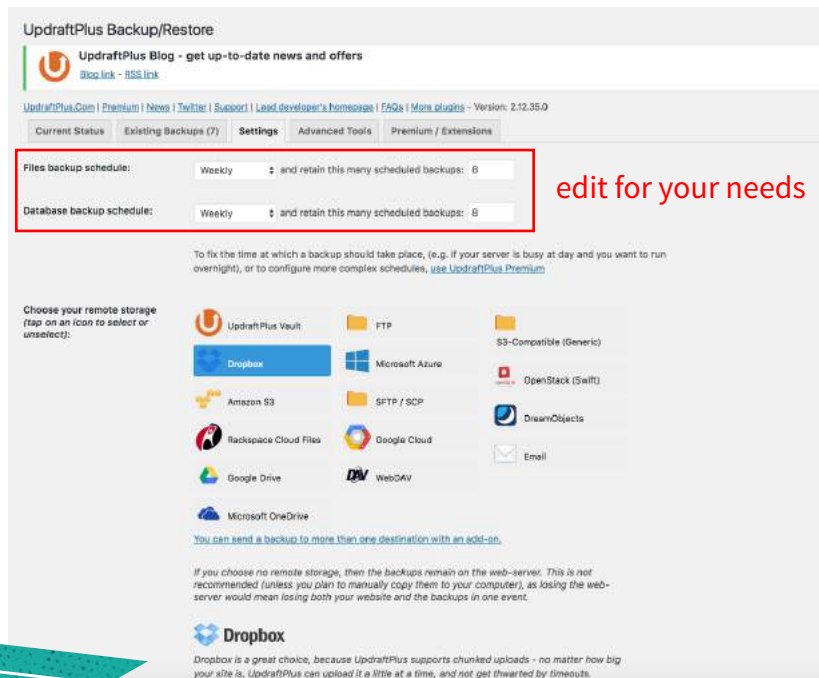 UpdraftPlus Backup/Restore
UpdraftPlus Blog - get up-to-date news and offers
Blog link - RSS link
UpdraftPlus.Com | Premium | News | Twitter | Support | Lead developer's homepage | FAQs | More plugins - Version: 2.12.35.0
Current Status Existing Backups (7) Settings Advanced Tools Premium / Extensions
Files backup schedule: Weekly and retain this many scheduled backups: 8
edit for your needs
Database backup schedule: Weekly and retain this many scheduled backups: 8
To fix the time at which a backup should take place, (e.g. if your server is busy at day and you want to run
overnight), or to configure more complex schedules, use UpdraftPlus Premium
Choose your remote storage
(tap on an icon to select or
unselect):
UpdraftPlus Vault
Dropbox
Amazon S3
Rackspace Cloud Files
Google Drive
Microsoft OneDrive
FTP
Microsoft Azure
SFTP / SCP
Google Cloud
WebDAV
S3-Compatible (Generic)
OpenStack (Swift)
DreamObjects
Email
You can send a backup to more than one destination with an add-on.
If you choose no remote storage, then the backups remain on the web-server. This is not
recommended (unless you plan to manually copy them to your computer), as losing the web-
server would mean losing both your website and the backups in one event.
Dropbox
Dropbox is a great choice, because UpdraftPlus supports chunked uploads - no matter how big
your site is, UpdraftPlus can upload it a little at a time, and not get thwarted by timeouts.